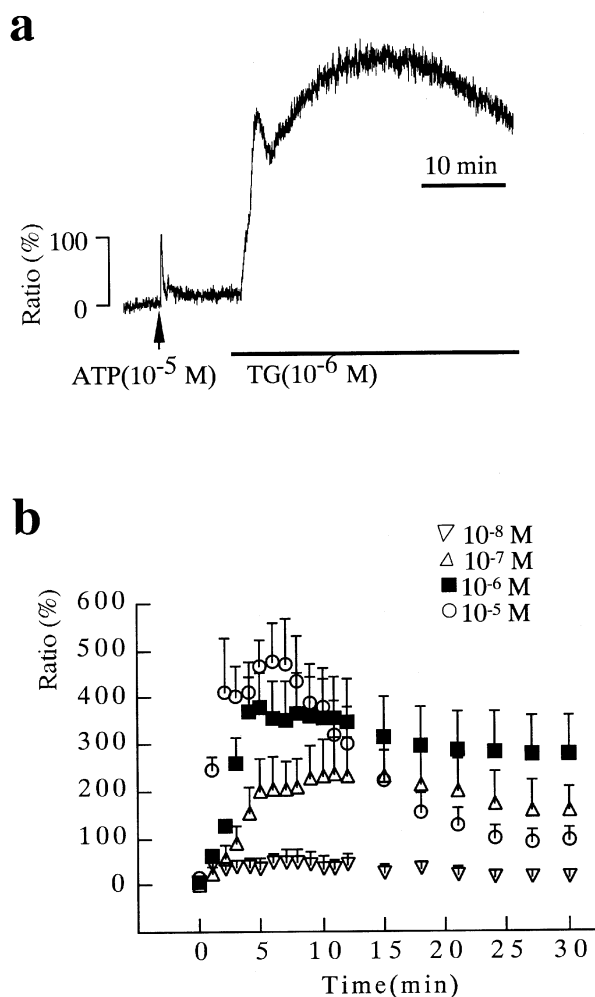 a
10 min
Ratio (%)
100
0
ATP(10⁻⁵ M)
TG(10⁻⁶ M)
b
10⁻⁸ M
10⁻⁷ M
10⁻⁶ M
10⁻⁵ M
Ratio (%)
600
500
400
300
200
100
0
0 5 10 15 20 25 30
Time(min)